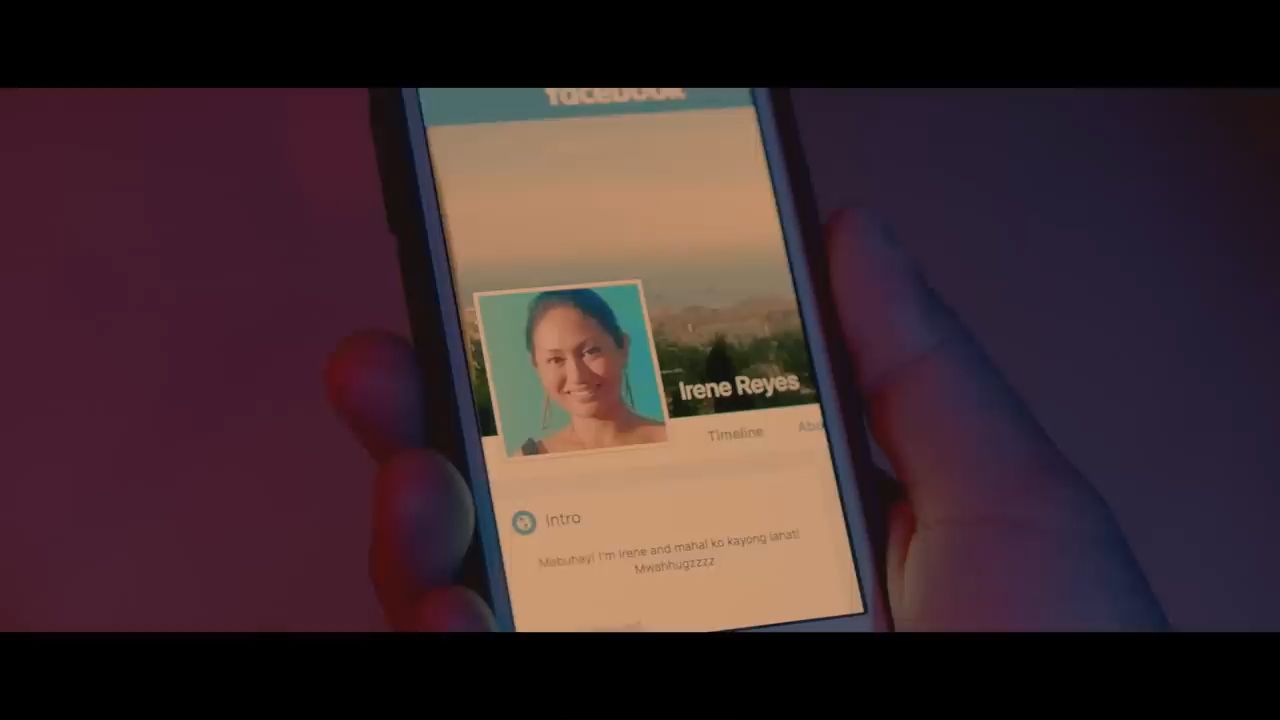 facebook
Irene Reyes
Timeline
Intro
Mabuhay! I'm Irene and mahal ko kayong lahat!
Mwahhugzzzz